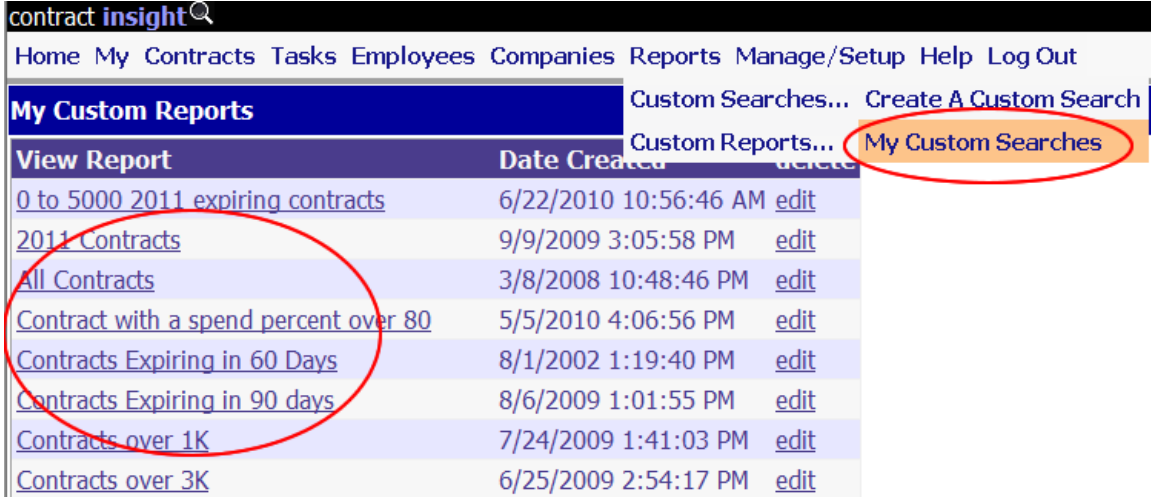 contract insight
Home My Contracts Tasks Employees Companies Reports Manage/Setup Help Log Out
Custom Searches... Create A Custom Search
My Custom Reports
Custom Reports... My Custom Searches
View Report Date Created delete
0 to 5000 2011 expiring contracts 6/22/2010 10:56:46 AM edit
2011 Contracts 9/9/2009 3:05:58 PM edit
All Contracts 3/8/2008 10:48:46 PM edit
Contract with a spend percent over 80 5/5/2010 4:06:56 PM edit
Contracts Expiring in 60 Days 8/1/2002 1:19:40 PM edit
Contracts Expiring in 90 days 8/6/2009 1:01:55 PM edit
Contracts over 1K 7/24/2009 1:41:03 PM edit
Contracts over 3K 6/25/2009 2:54:17 PM edit